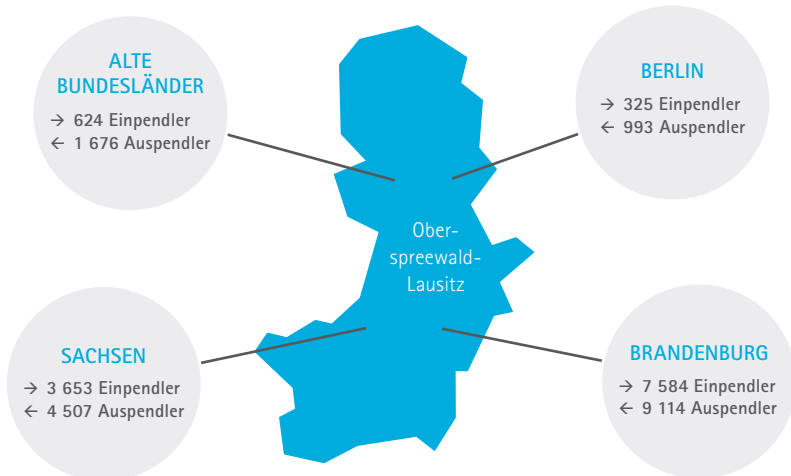 ALTE
BUNDESLÄNDER
→ 624 Einpendler
← 1 676 Auspendler
BERLIN
→ 325 Einpendler
← 993 Auspendler
Ober-
spreewald-
Lausitz
SACHSEN
→ 3 653 Einpendler
← 4 507 Auspendler
BRANDENBURG
→ 7 584 Einpendler
← 9 114 Auspendler